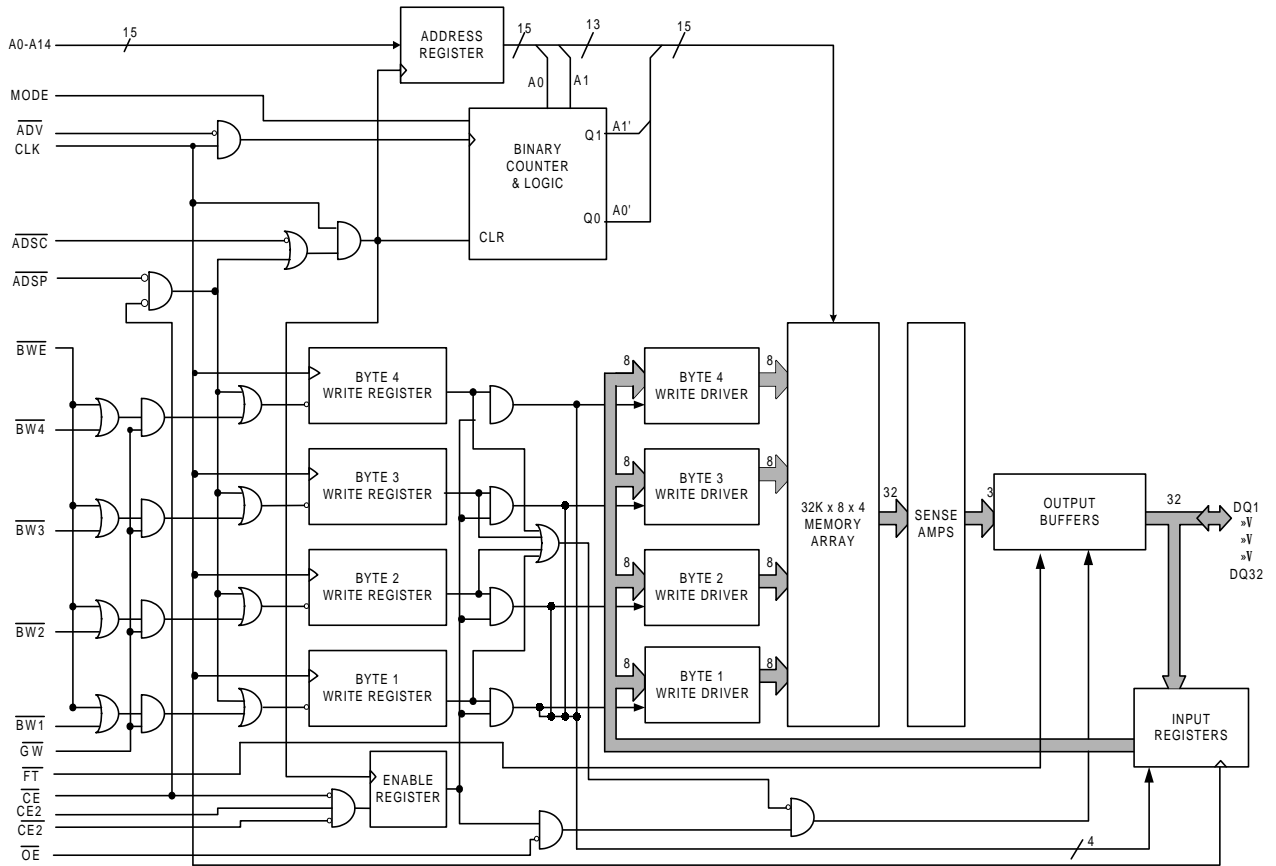 A0-A14
15
ADDRESS
REGISTER
15
13
15
A0
A1
MODE
ADV
CLK
BINARY
COUNTER
& LOGIC
Q1
A1'
Q0
A0'
CLR
ADSC
ADSP
BWE
BW4
BYTE 4
WRITE REGISTER
8
BYTE 4
WRITE DRIVER
8
BW3
BYTE 3
WRITE REGISTER
8
BYTE 3
WRITE DRIVER
8
BW2
BYTE 2
WRITE REGISTER
8
BYTE 2
WRITE DRIVER
8
BW1
BYTE 1
WRITE REGISTER
8
BYTE 1
WRITE DRIVER
8
32K x 8 x 4
MEMORY
ARRAY
32
SENSE
AMPS
3
OUTPUT
BUFFERS
32
DQ1
»V
»V
»V
DQ32
INPUT
REGISTERS
GW
FT
CE
CE2
CE2
OE
ENABLE
REGISTER
4